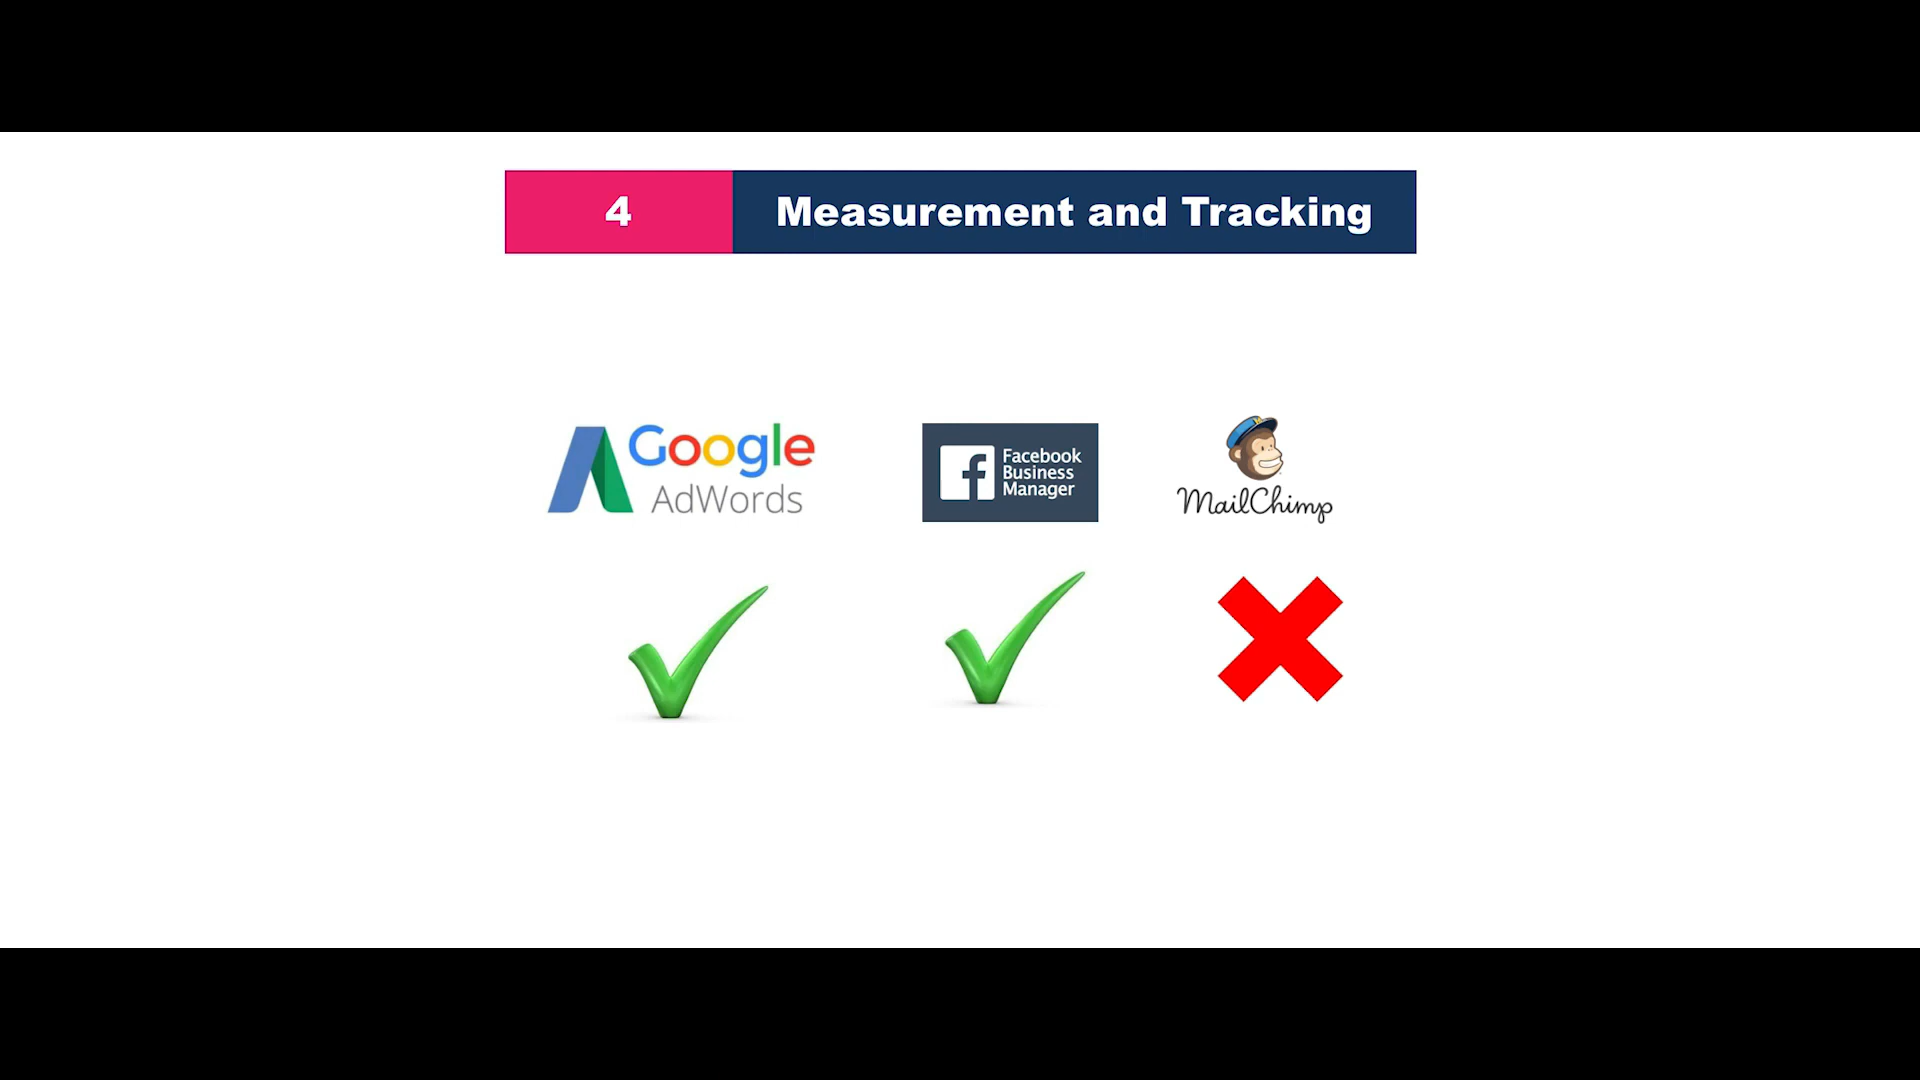 4 Measurement and Tracking
Google
AdWords
f Facebook
Business
Manager
MailChimp